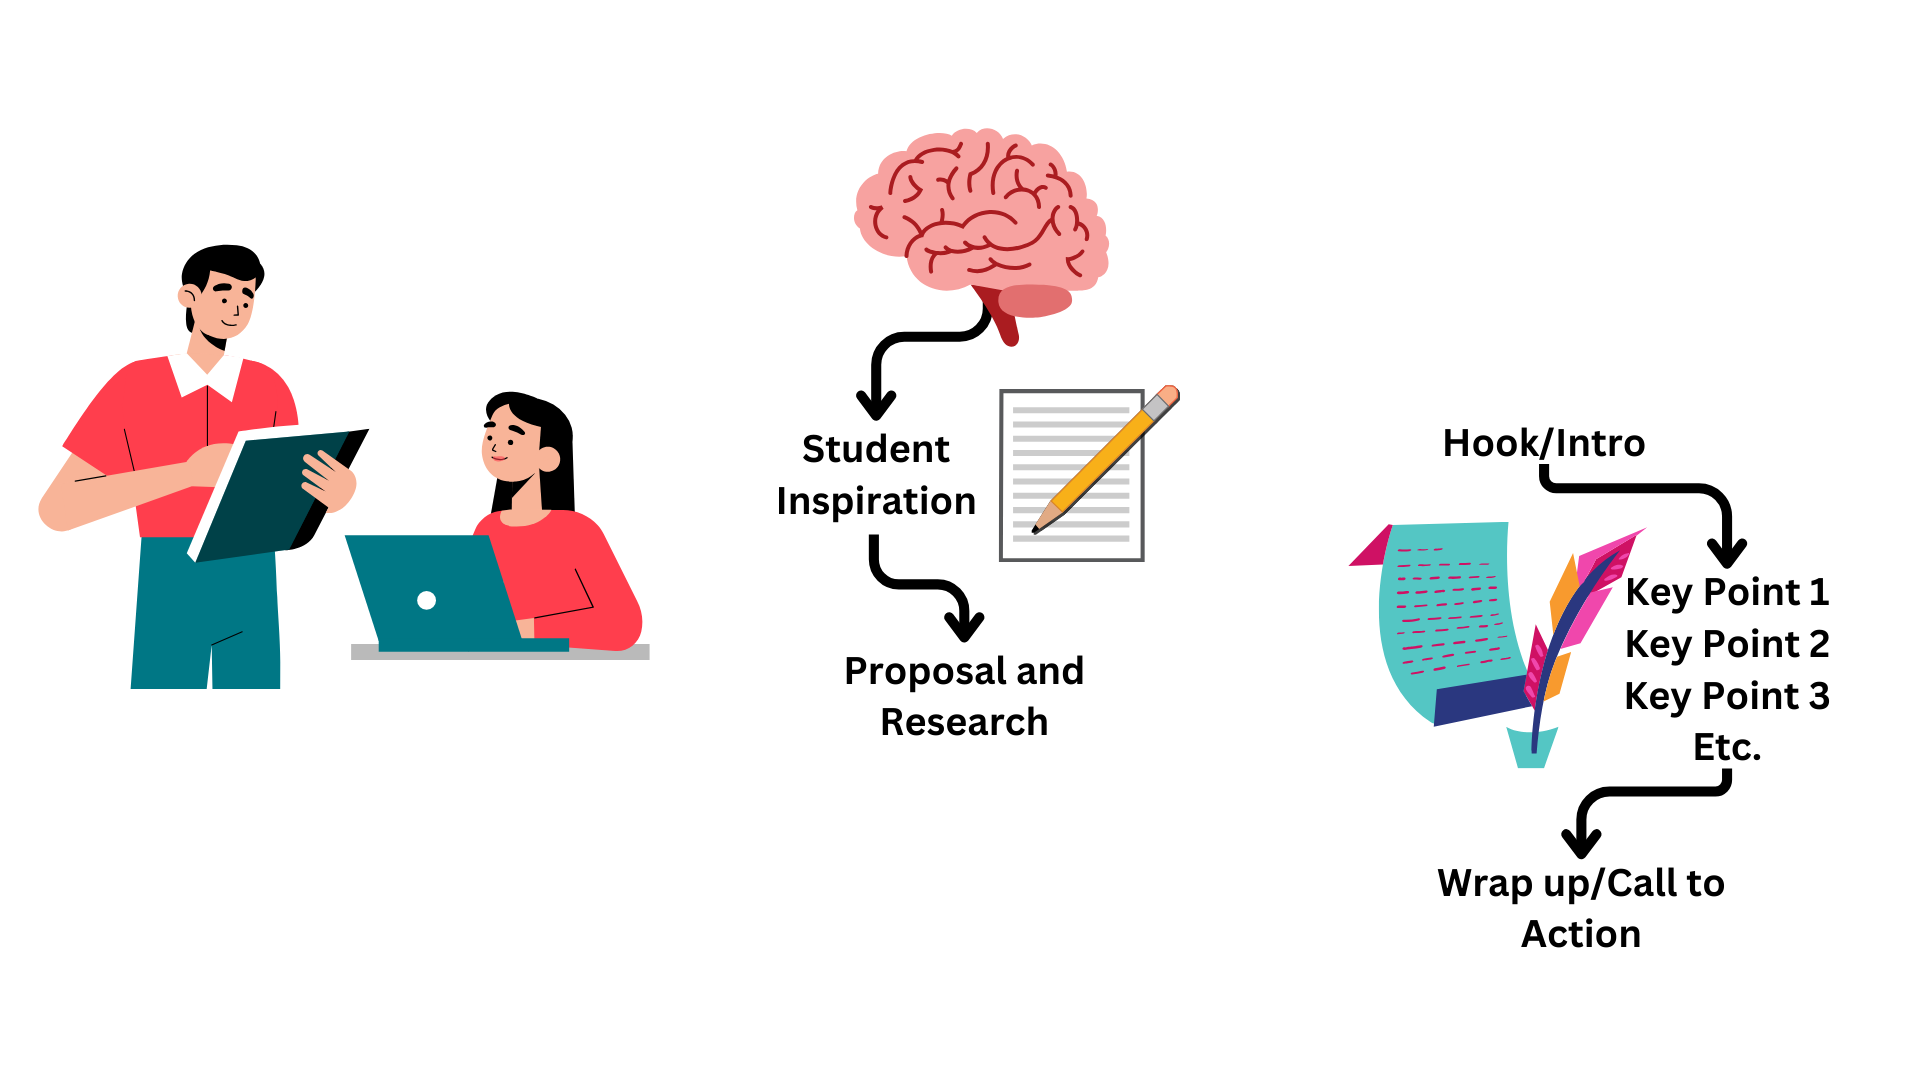 Student
Inspiration
Proposal and
Research
Hook/Intro
Key Point 1
Key Point 2
Key Point 3
Etc.
Wrap up/Call to
Action